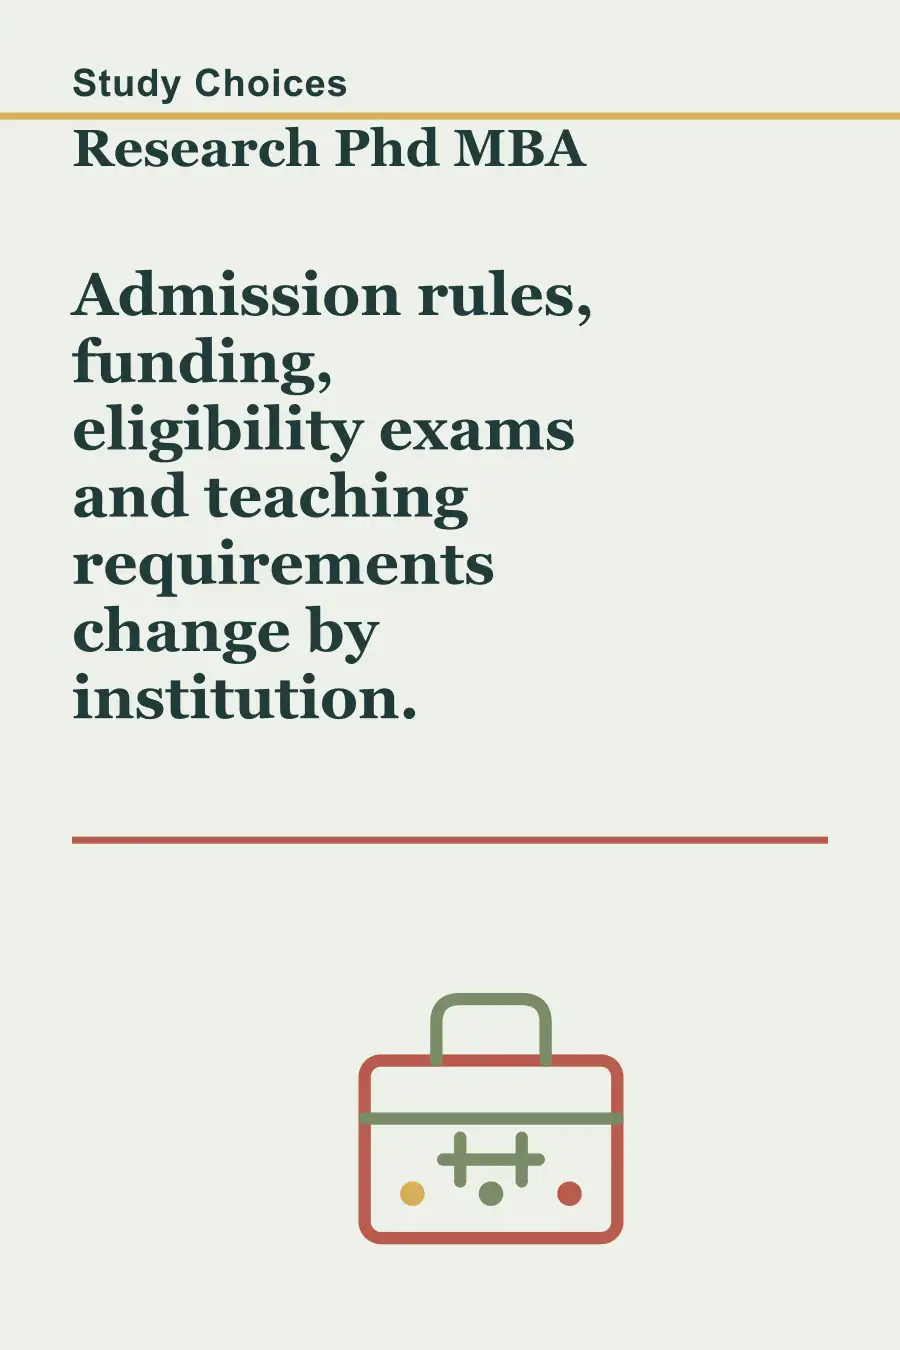 Study Choices
Research Phd MBA
Admission rules,
funding,
eligibility exams
and teaching
requirements
change by
institution.